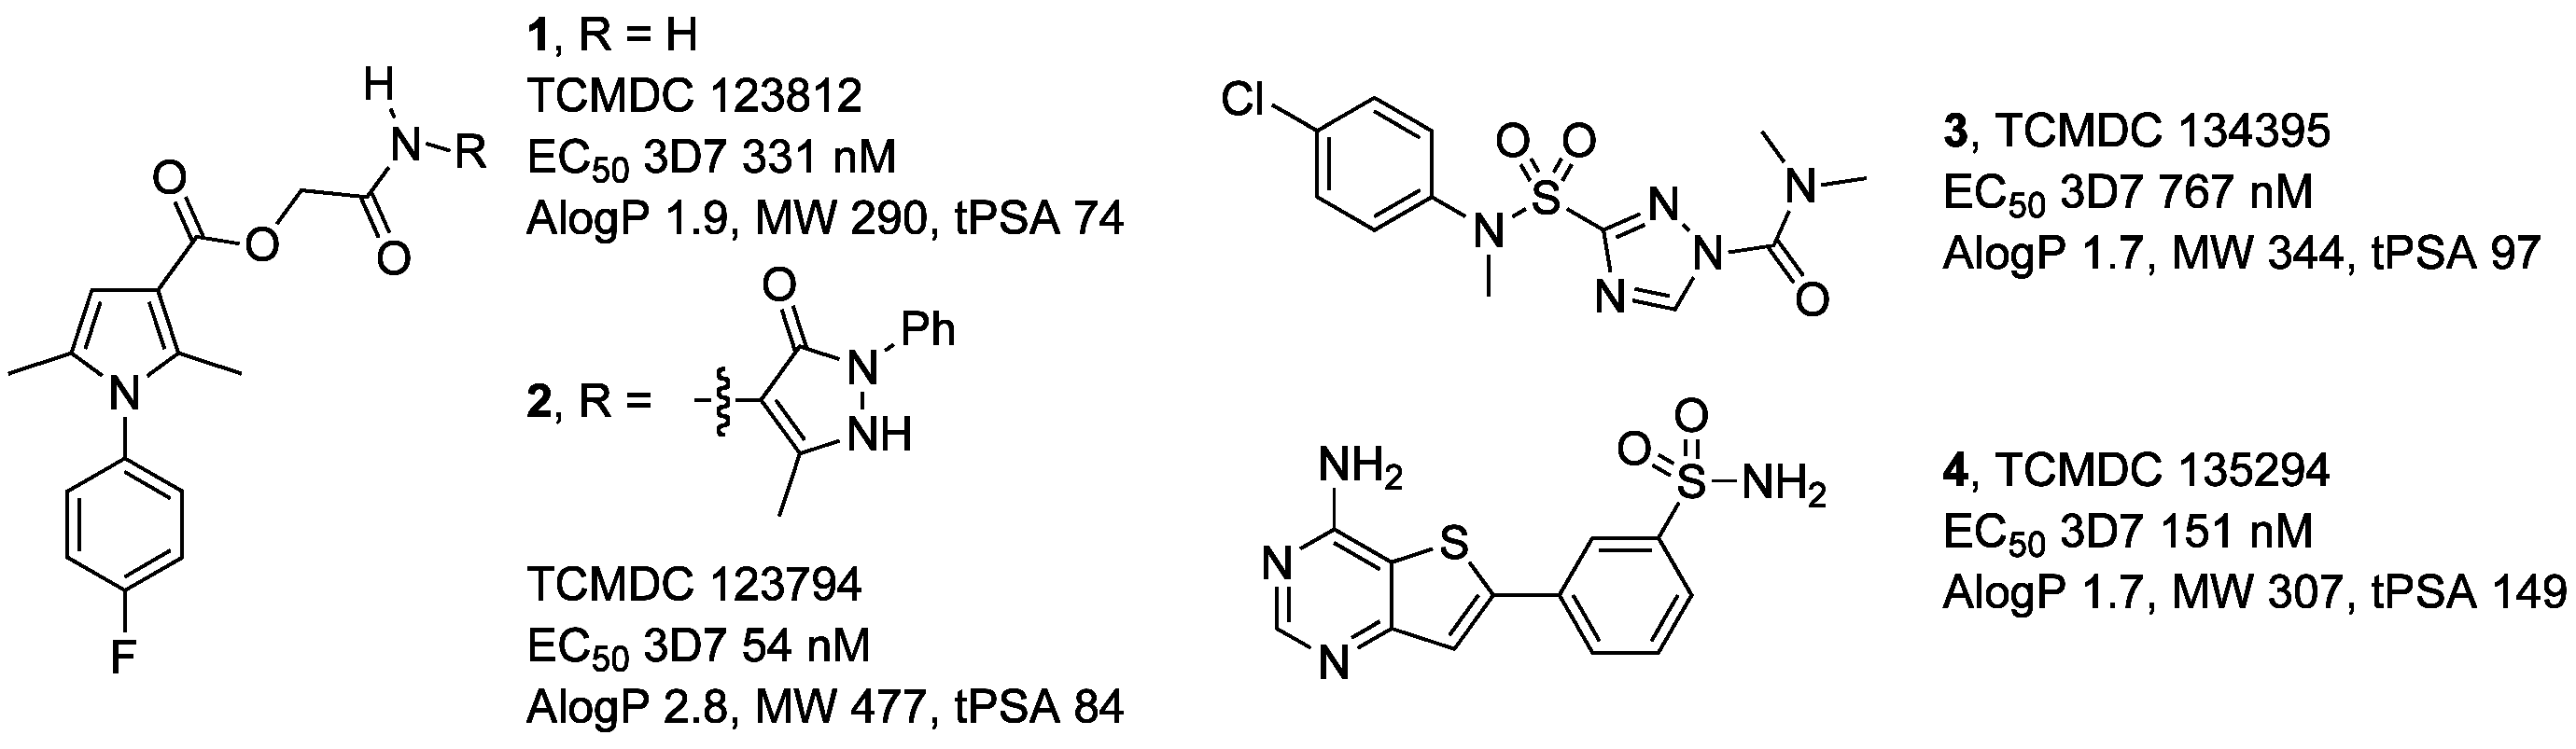 1, R = H
TCMDC 123812
EC50 3D7 331 nM
AlogP 1.9, MW 290, tPSA 74
H
N
R
O
O
O
N
F
2, R =
O
N
Ph
NH
TCMDC 123794
EC50 3D7 54 nM
AlogP 2.8, MW 477, tPSA 84
Cl
O
O
S
N
N
N
N
N
O
3, TCMDC 134395
EC50 3D7 767 nM
AlogP 1.7, MW 344, tPSA 97
NH2
N
N
S
O
O
S
NH2
4, TCMDC 135294
EC50 3D7 151 nM
AlogP 1.7, MW 307, tPSA 149